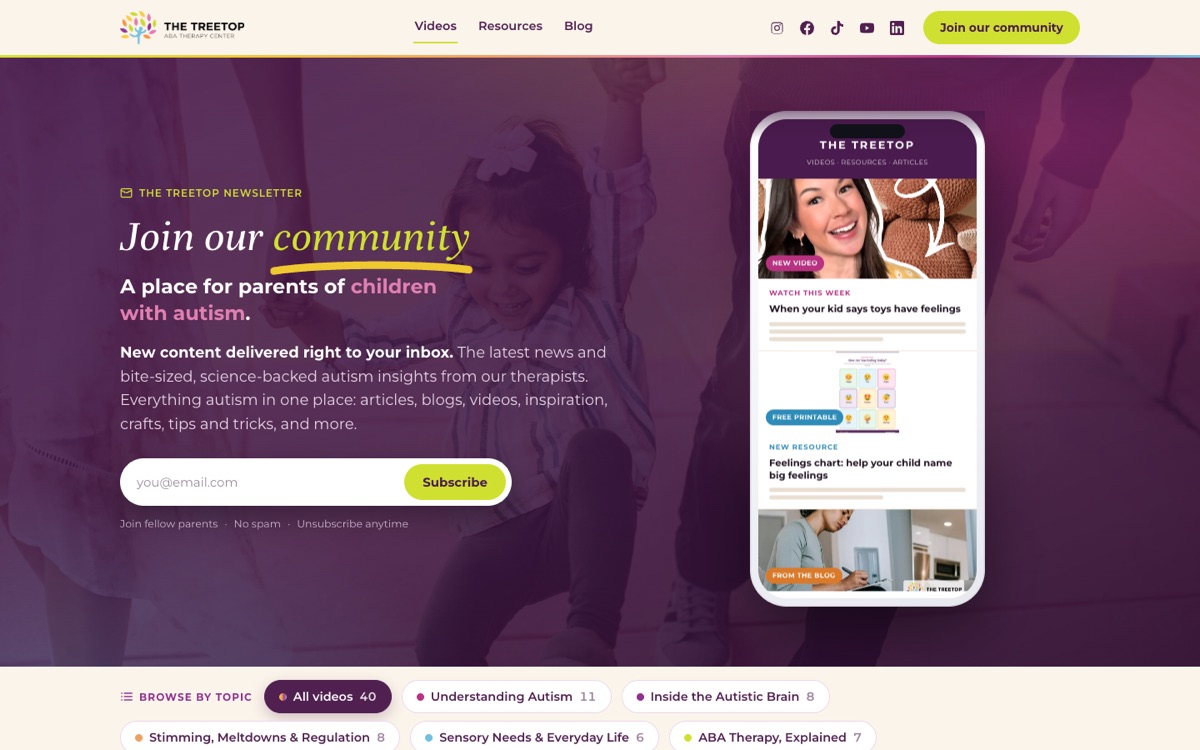 THE TREETOP
ABA THERAPY CENTER
Videos
Resources
Blog
Join our community
THE TREETOP NEWSLETTER
Join our community
A place for parents of children
with autism.
New content delivered right to your inbox. The latest news and
bite-sized, science-backed autism insights from our therapists.
Everything autism in one place: articles, blogs, videos, inspiration,
crafts, tips and tricks, and more.
you@email.com
Subscribe
Join fellow parents · No spam · Unsubscribe anytime
THE TREETOP
VIDEOS · RESOURCES · ARTICLES
NEW VIDEO
WATCH THIS WEEK
When your kid says toys have feelings
FREE PRINTABLE
NEW RESOURCE
Feelings chart: help your child name
big feelings
FROM THE BLOG
THE TREETOP
BROWSE BY TOPIC
All videos 40
Understanding Autism 11
Inside the Autistic Brain 8
Stimming, Meltdowns & Regulation 8
Sensory Needs & Everyday Life 6
ABA Therapy, Explained 7